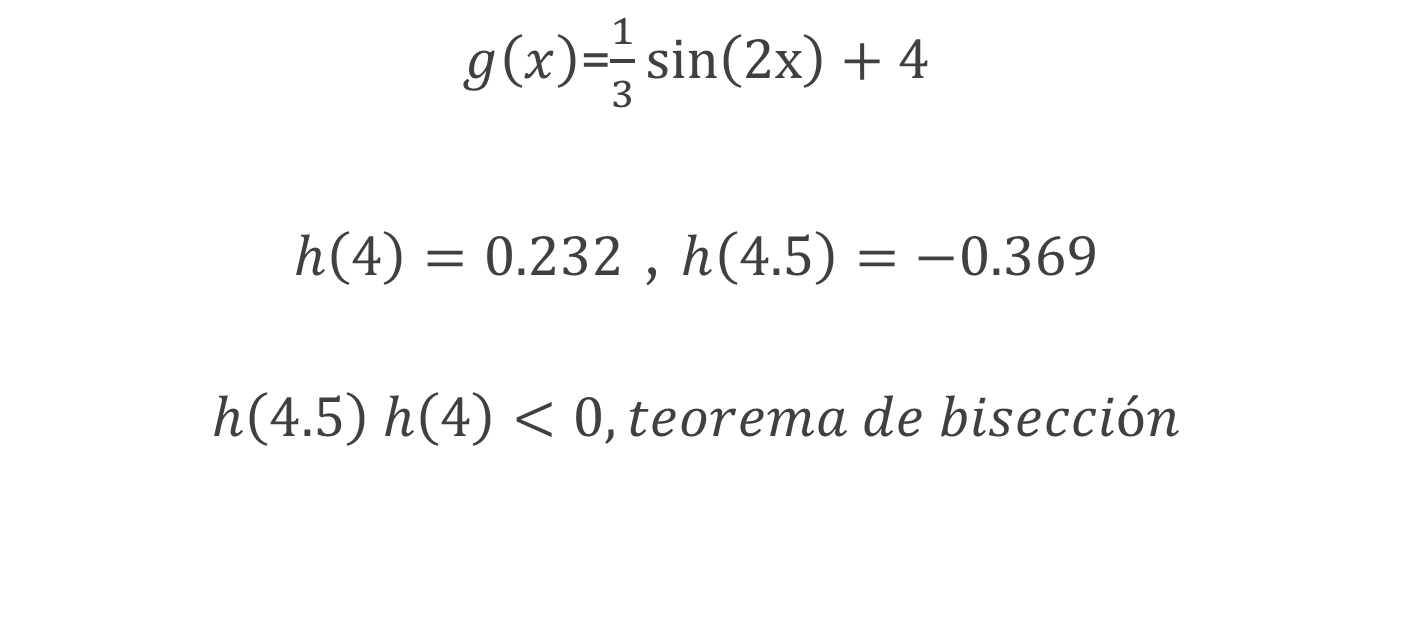 g(x)=1/3 sin(2x) + 4
h(4) = 0.232 , h(4.5) = −0.369
h(4.5) h(4) < 0, teorema de bisección